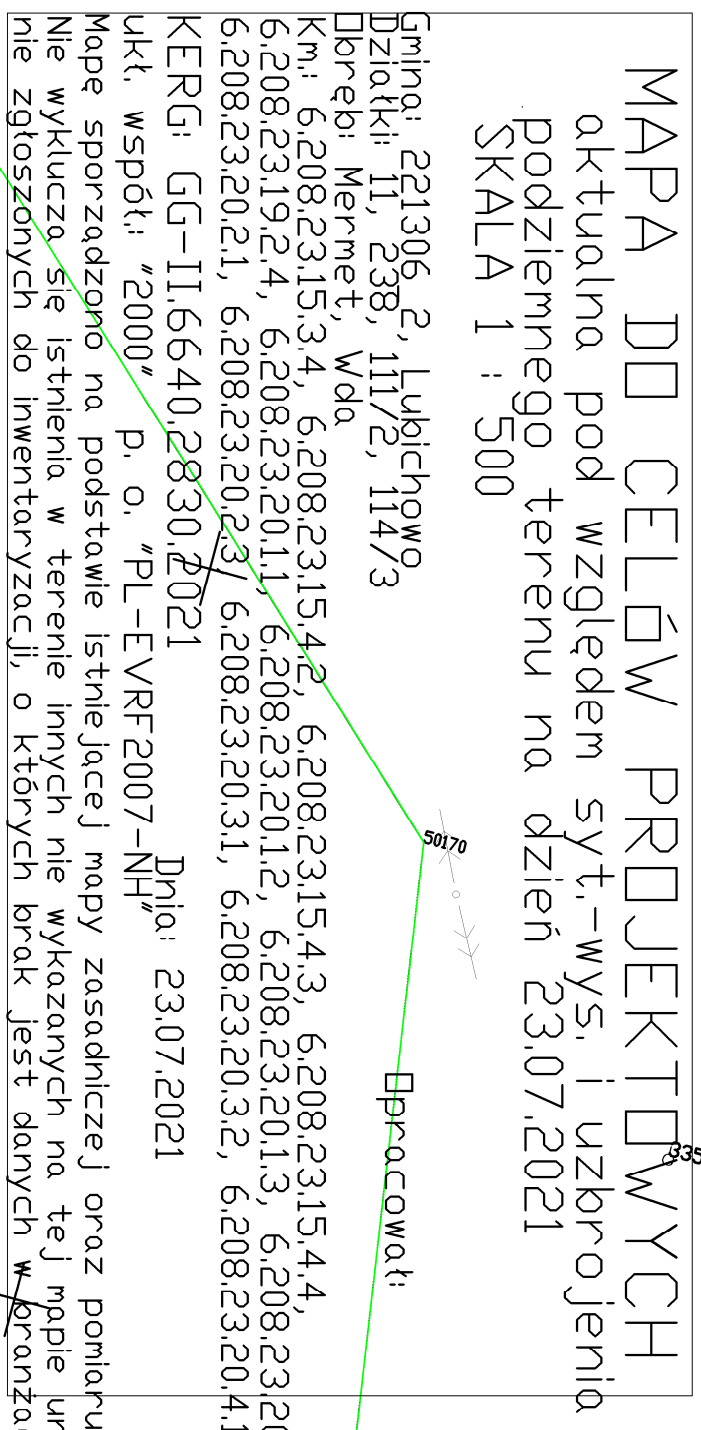 MAPA DO CELÓW PROJEKTOWYCH
aktualna pod względem syt.-wys. i uzbrojenia
podziemnego terenu na dzień 23.07.2021
SKALA 1 : 500
Gmina: 221306_2, Lubichowo
Działki: 11, 238, 111/2, 114/3
Obręb: Mermet, Wda
Opracował:
Km.: 6.208.23.15.3.4, 6.208.23.15.4.2, 6.208.23.15.4.3, 6.208.23.15.4.4,
6.208.23.19.2.4, 6.208.23.20.1.1, 6.208.23.20.1.2, 6.208.23.20.1.3, 6.208.23.20
6.208.23.20.2.1, 6.208.23.20.2.3, 6.208.23.20.3.1, 6.208.23.20.3.2, 6.208.23.20.4.1
KERG: GG-II.6640.2830.2021
Dnia: 23.07.2021
ukł. współ.: "2000" p. o. "PL-EVRF2007-NH"
Mapę sporządzono na podstawie istniejącej mapy zasadniczej oraz pomiaru
Nie wyklucza się istnienia w terenie innych nie wykazanych na tej mapie ur
nie zgłoszonych do inwentaryzacji, o których brak jest danych w branża
50170
335